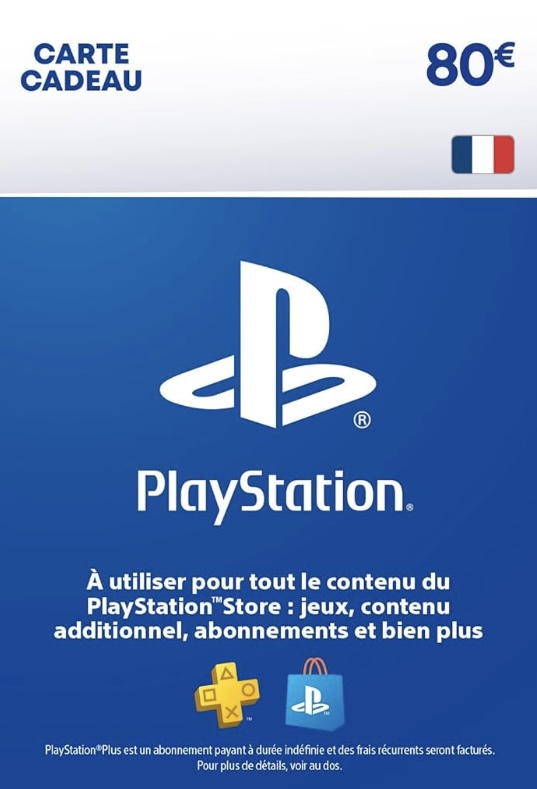 CARTE
CADEAU
80€
PlayStation®
À utiliser pour tout le contenu du
PlayStation™Store : jeux, contenu
additionnel, abonnements et bien plus
PlayStation®Plus est un abonnement payant à durée indéfinie et des frais récurrents seront facturés.
Pour plus de détails, voir au dos.